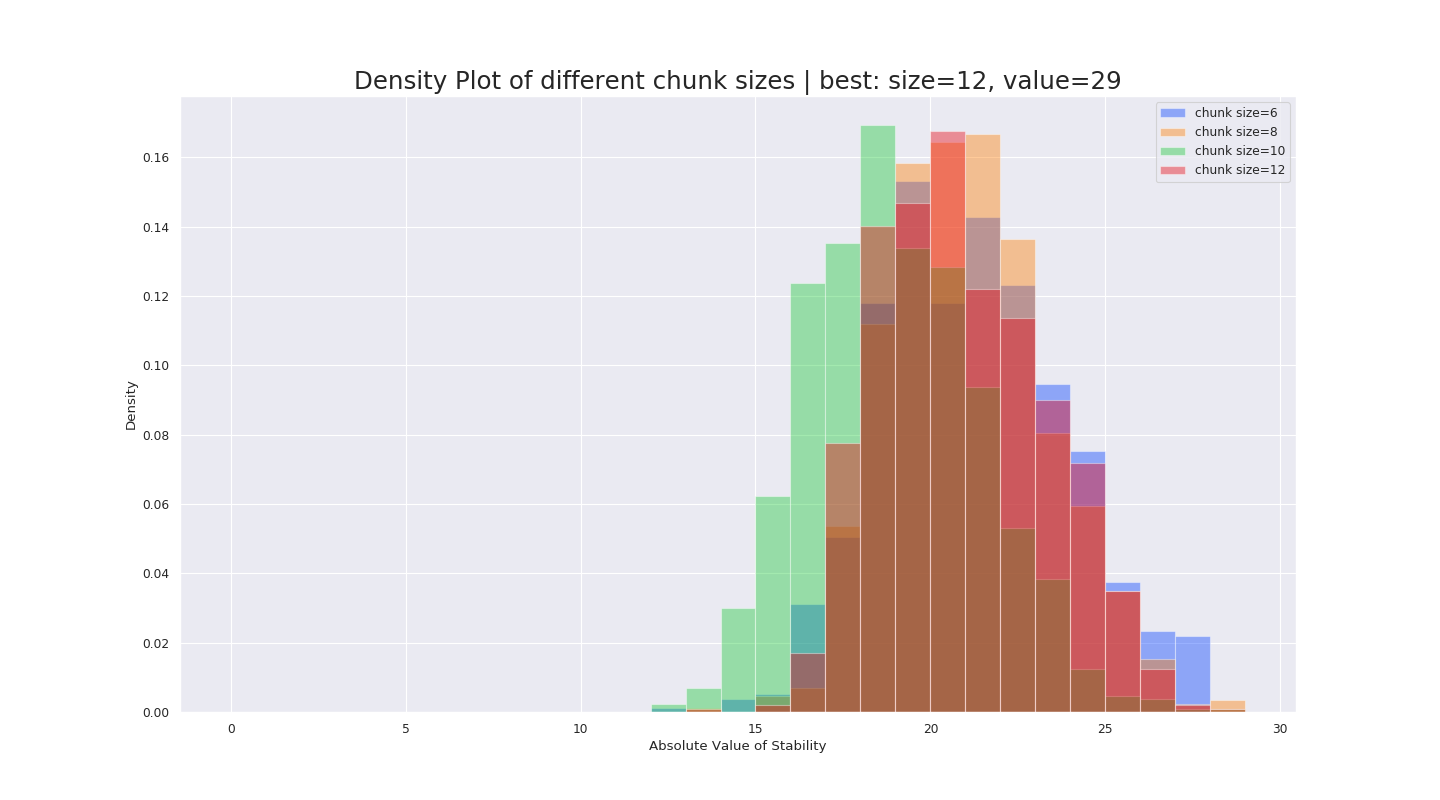 Density Plot of different chunk sizes | best: size=12, value=29
chunk size=6
chunk size=8
chunk size=10
chunk size=12
0.16
0.14
0.12
0.10
0.08
0.06
0.04
0.02
0.00
Density
0 5 10 15 20 25 30
Absolute Value of Stability